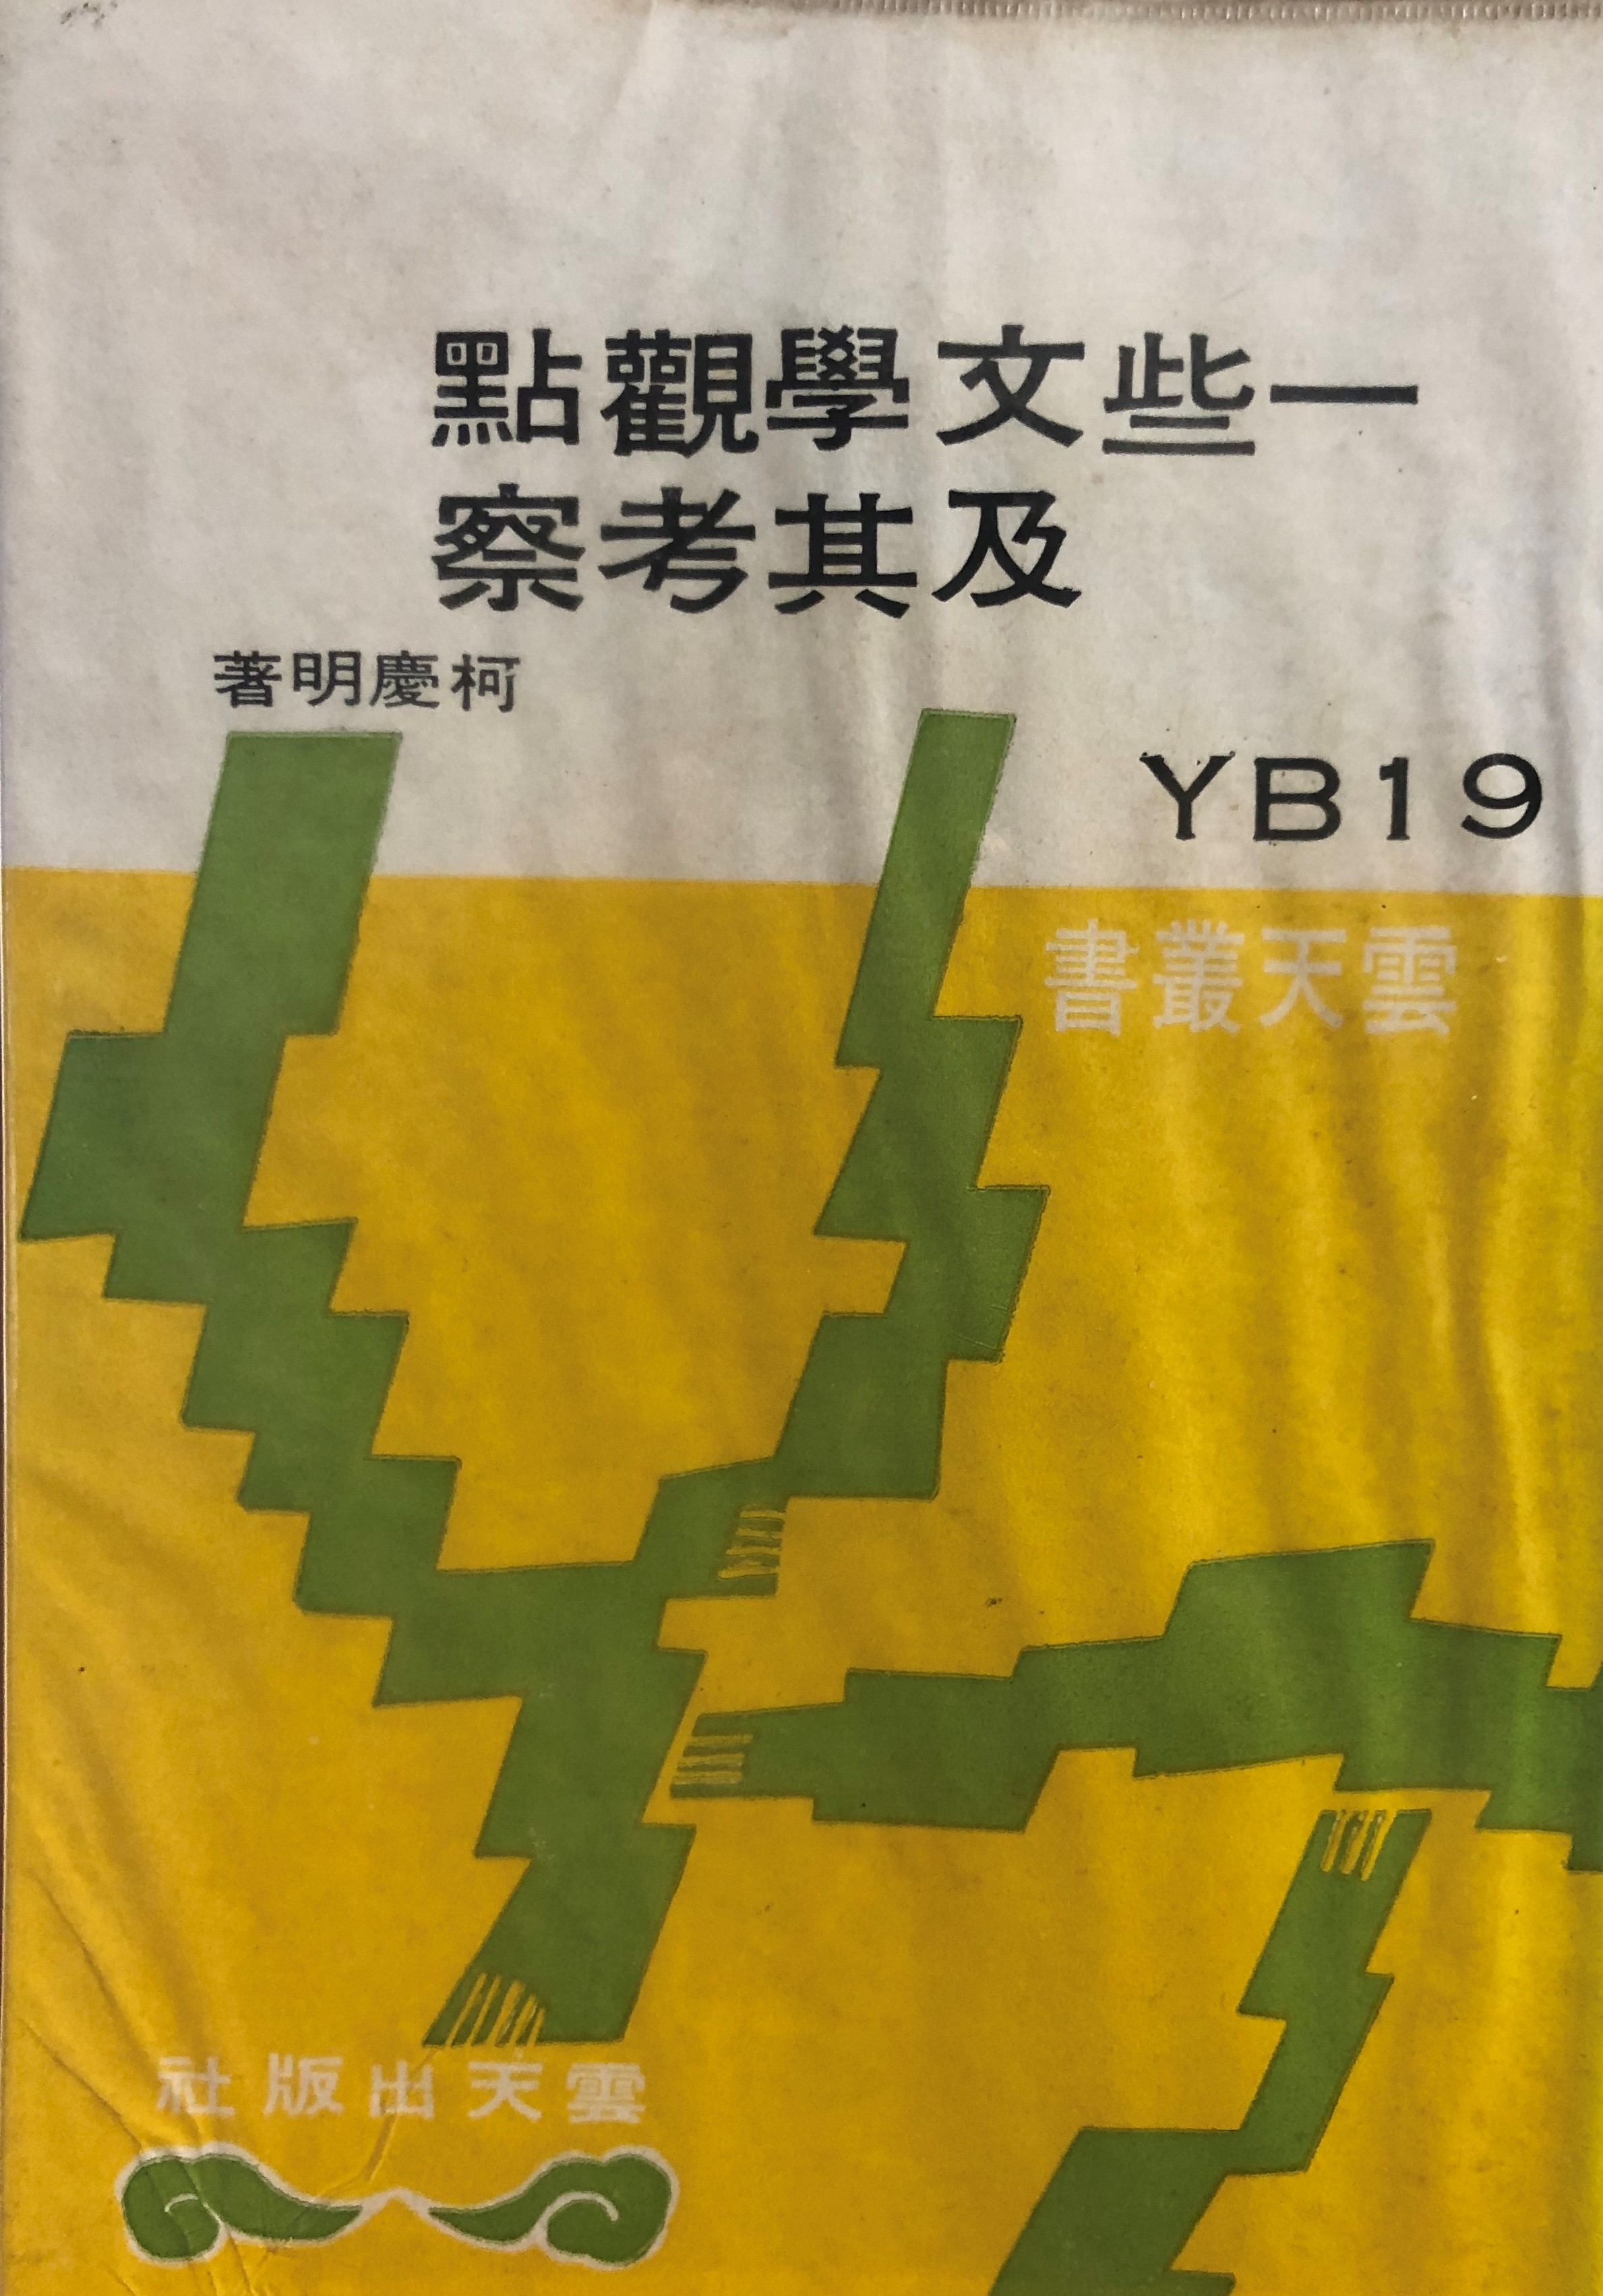 一些文學觀點
及其考察
柯慶明著
YB19
雲天叢書
雲天出版社